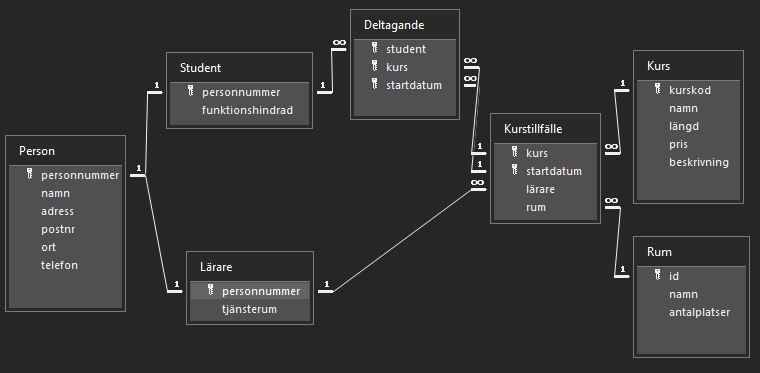 Person
personnummer
namn
adress
postnr
ort
telefon
Student
personnummer
funktionshindrad
Lärare
personnummer
tjänsterum
Deltagande
student
kurs
startdatum
Kurstillfälle
kurs
startdatum
lärare
rum
Kurs
kurskod
namn
längd
pris
beskrivning
Rum
id
namn
antalplatser
1
1
1
1
1
∞
∞
∞
1
1
∞
∞
1
∞
1